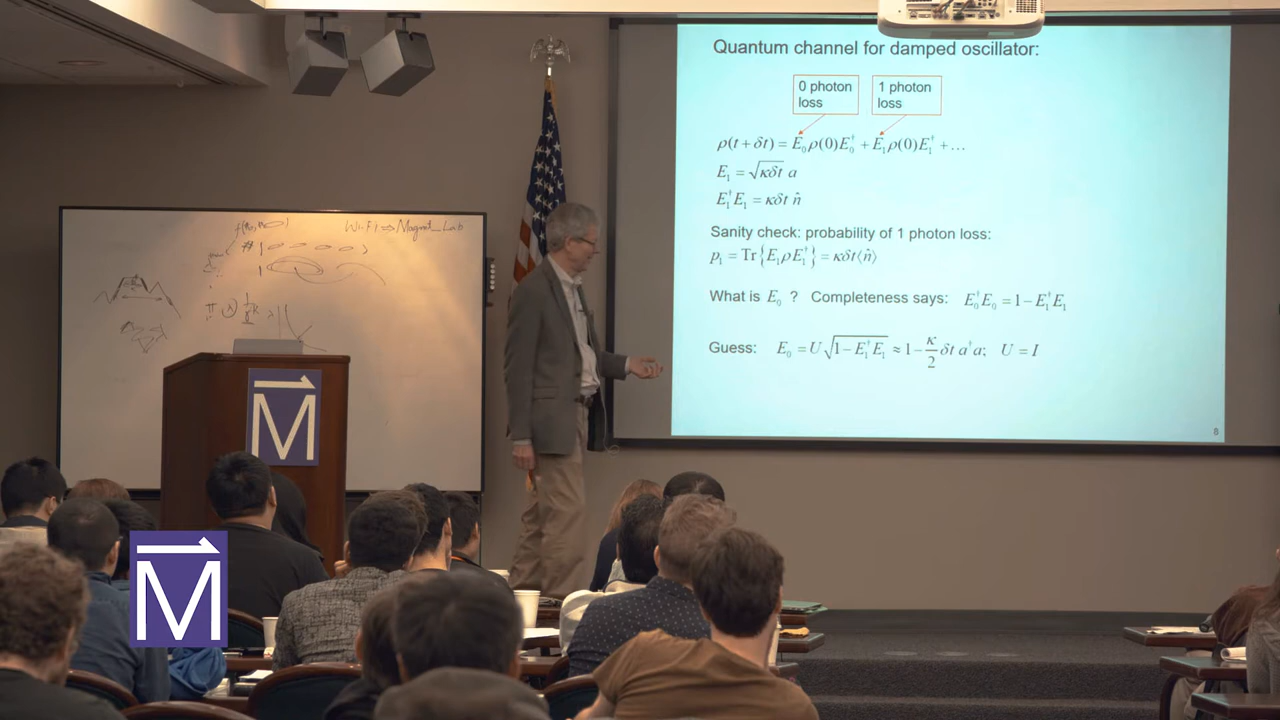 Quantum channel for damped oscillator:
0 photon
loss
1 photon
loss
ρ(t + δt) = E₀ρ(0)E₀† + E₁ρ(0)E₁† + …
E₁ = √(κδt) a
E₁†E₁ = κδt n̂
Sanity check: probability of 1 photon loss:
p₁ = Tr{E₁ρE₁†} = κδt⟨n̂⟩
What is E₀ ? Completeness says: E₀†E₀ = 1 − E₁†E₁
Guess: E₀ = U√(1 − E₁†E₁) ≈ 1 − κ/2 δt a†a; U = I
8
Wi-Fi ⇒ Magnet_Lab
M
M